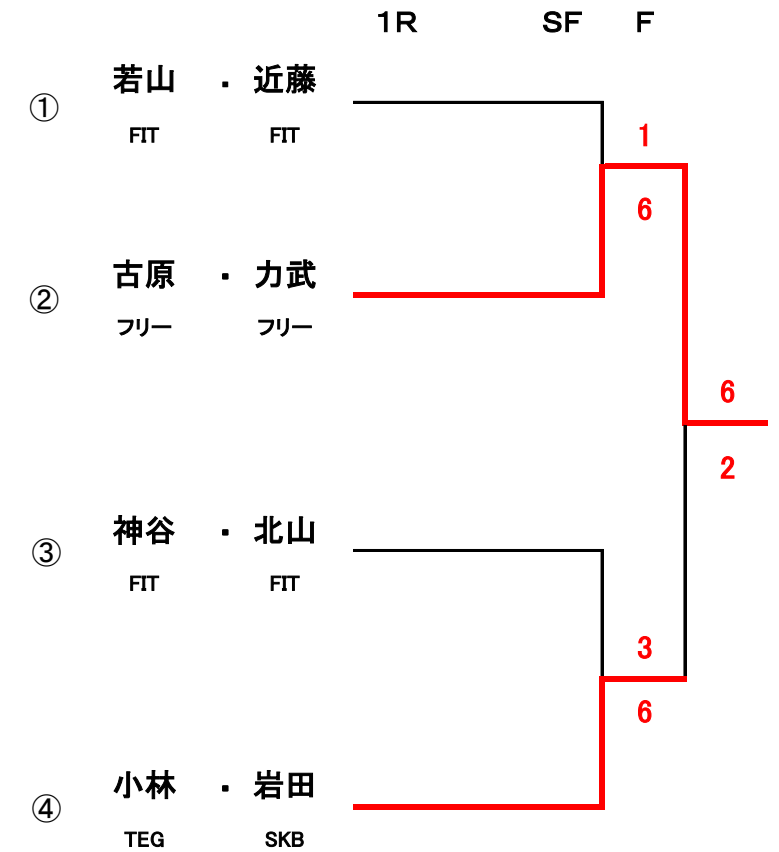 1R SF F
① 若山 ・ 近藤
FIT FIT
1
6
② 古原 ・ 力武
フリー フリー
6
2
③ 神谷 ・ 北山
FIT FIT
3
6
④ 小林 ・ 岩田
TEG SKB